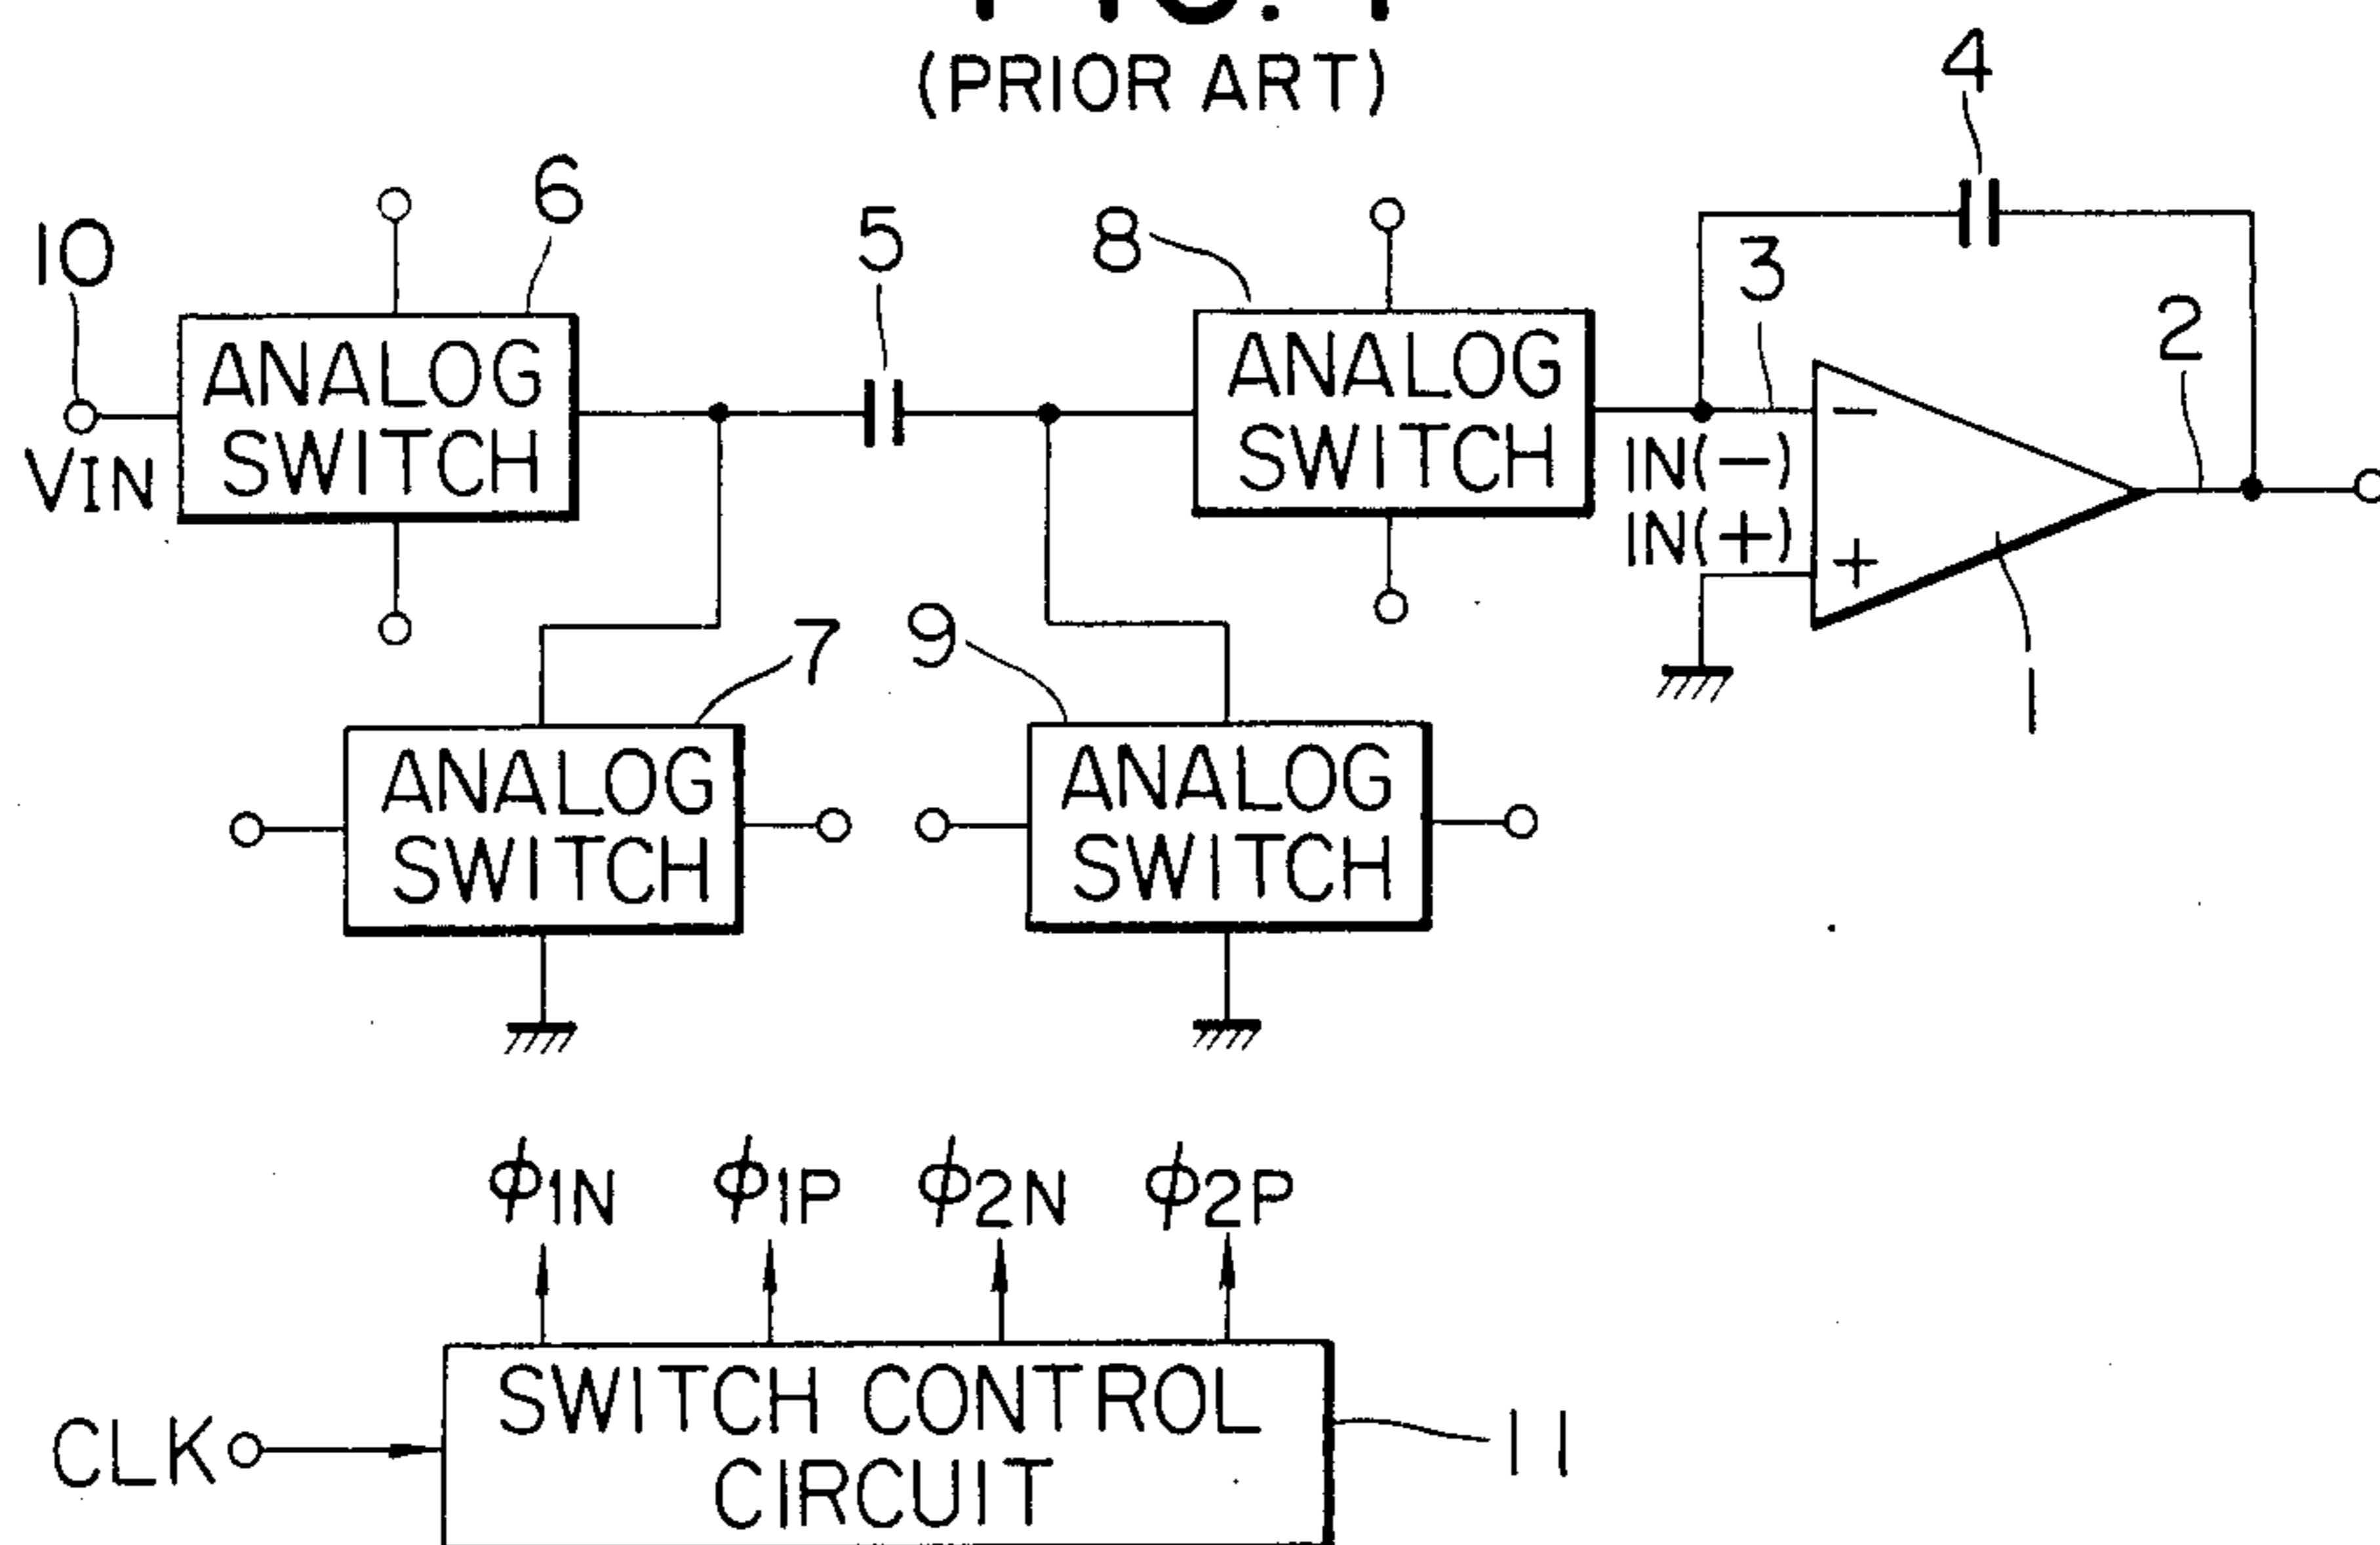 (PRIOR ART)
4
6
10
5
8
3
2
ANALOG
SWITCH
ANALOG
SWITCH
VIN
IN(-)
IN(+)
-
+
7
9
1
ANALOG
SWITCH
ANALOG
SWITCH
ϕ1N ϕ1P ϕ2N ϕ2P
SWITCH CONTROL
CIRCUIT
CLK
11